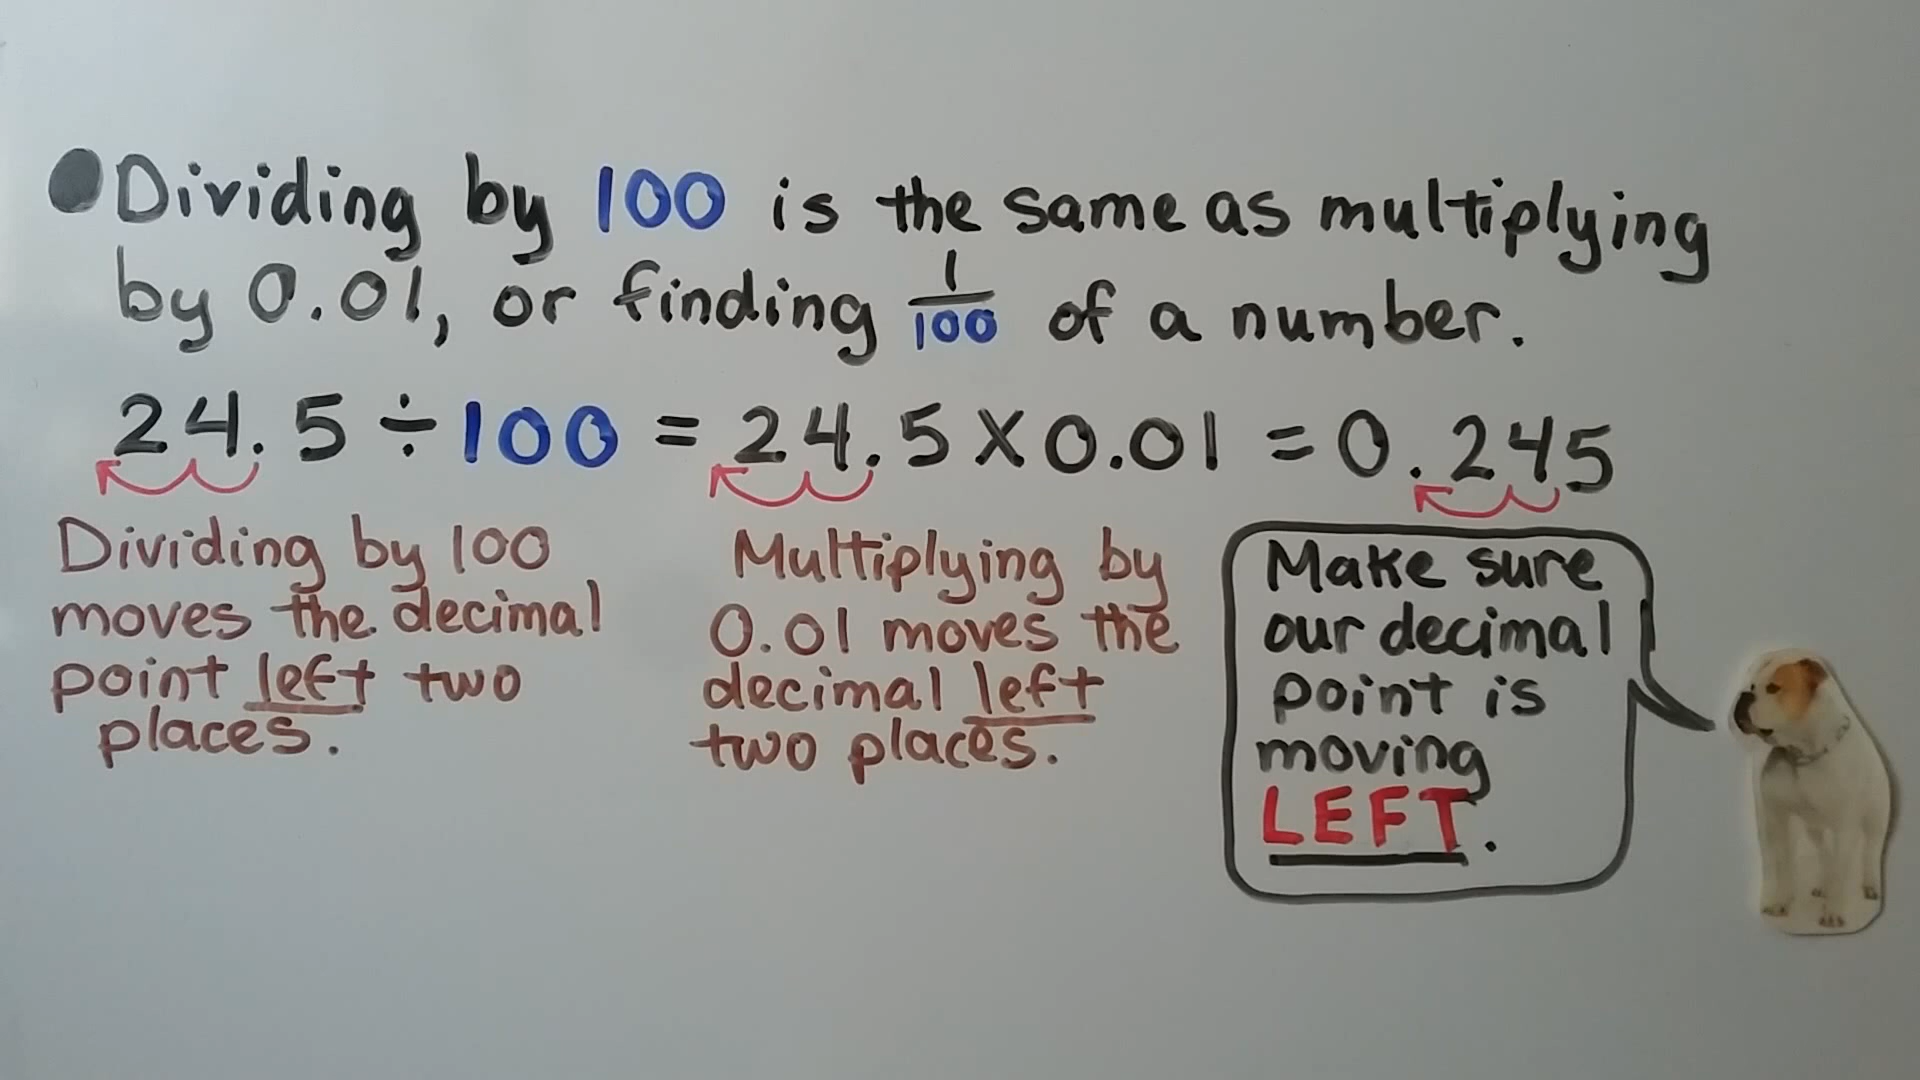 Dividing by 100 is the same as multiplying
by 0.01, or finding 1/100 of a number.
24.5 ÷ 100 = 24.5 X 0.01 = 0.245
Dividing by 100
moves the decimal
point left two
places.
Multiplying by
0.01 moves the
decimal left
two places.
Make sure
our decimal
point is
moving
LEFT.